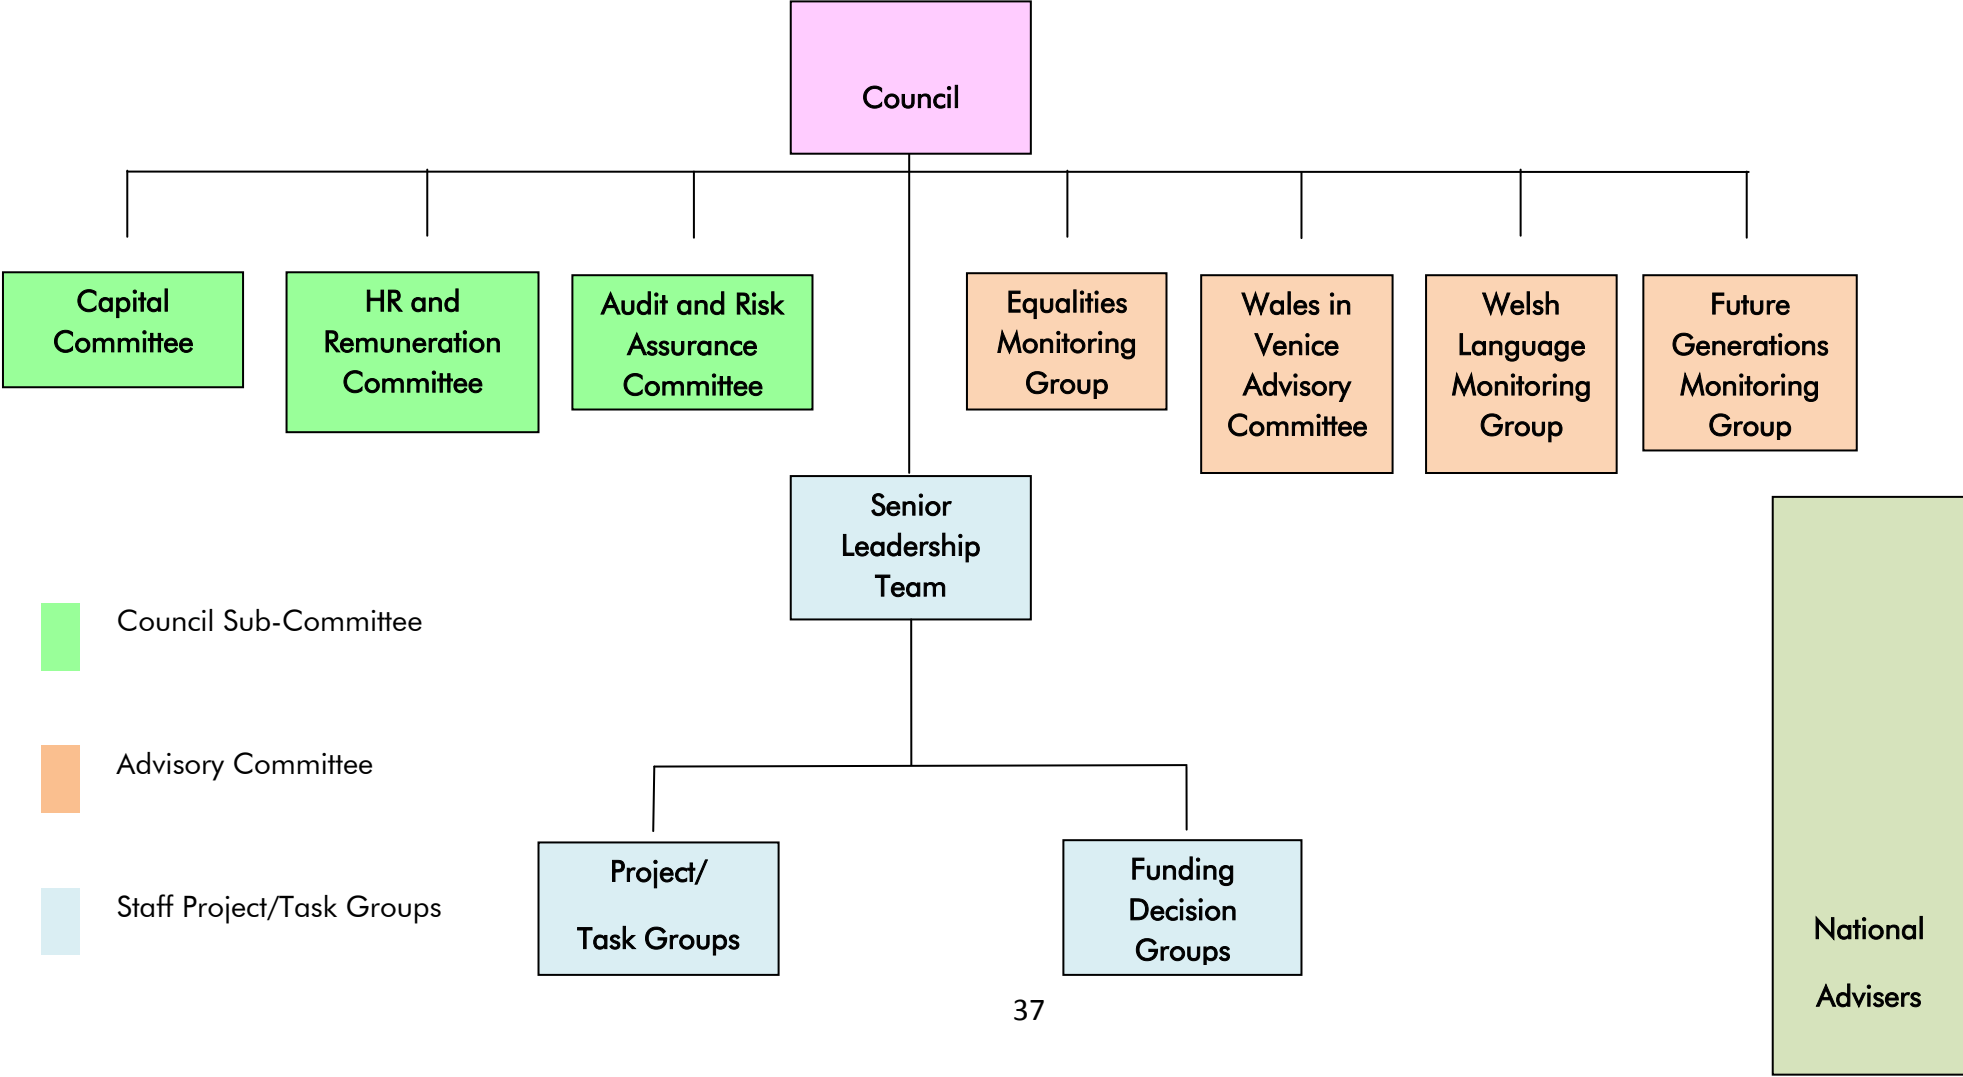 Council
Capital
Committee
HR and
Remuneration
Committee
Audit and Risk
Assurance
Committee
Equalities
Monitoring
Group
Wales in
Venice
Advisory
Committee
Welsh
Language
Monitoring
Group
Future
Generations
Monitoring
Group
Senior
Leadership
Team
Council Sub-Committee
Advisory Committee
Staff Project/Task Groups
Project/
Task Groups
Funding
Decision
Groups
National
Advisers
37